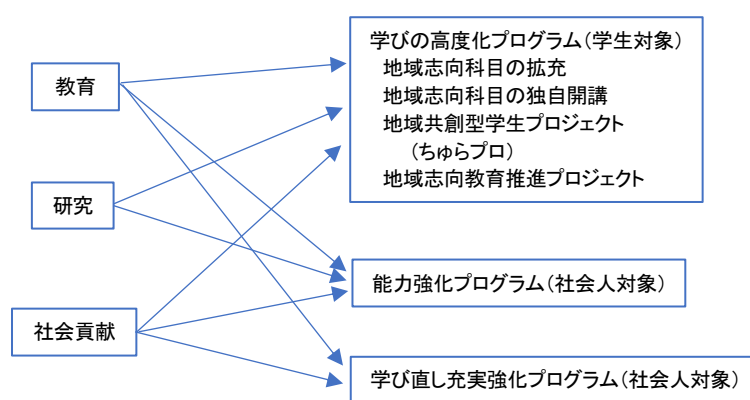 教育
研究
社会貢献
学びの高度化プログラム(学生対象)
地域志向科目の拡充
地域志向科目の独自開講
地域共創型学生プロジェクト
(ちゅらプロ)
地域志向教育推進プロジェクト
能力強化プログラム(社会人対象)
学び直し充実強化プログラム(社会人対象)